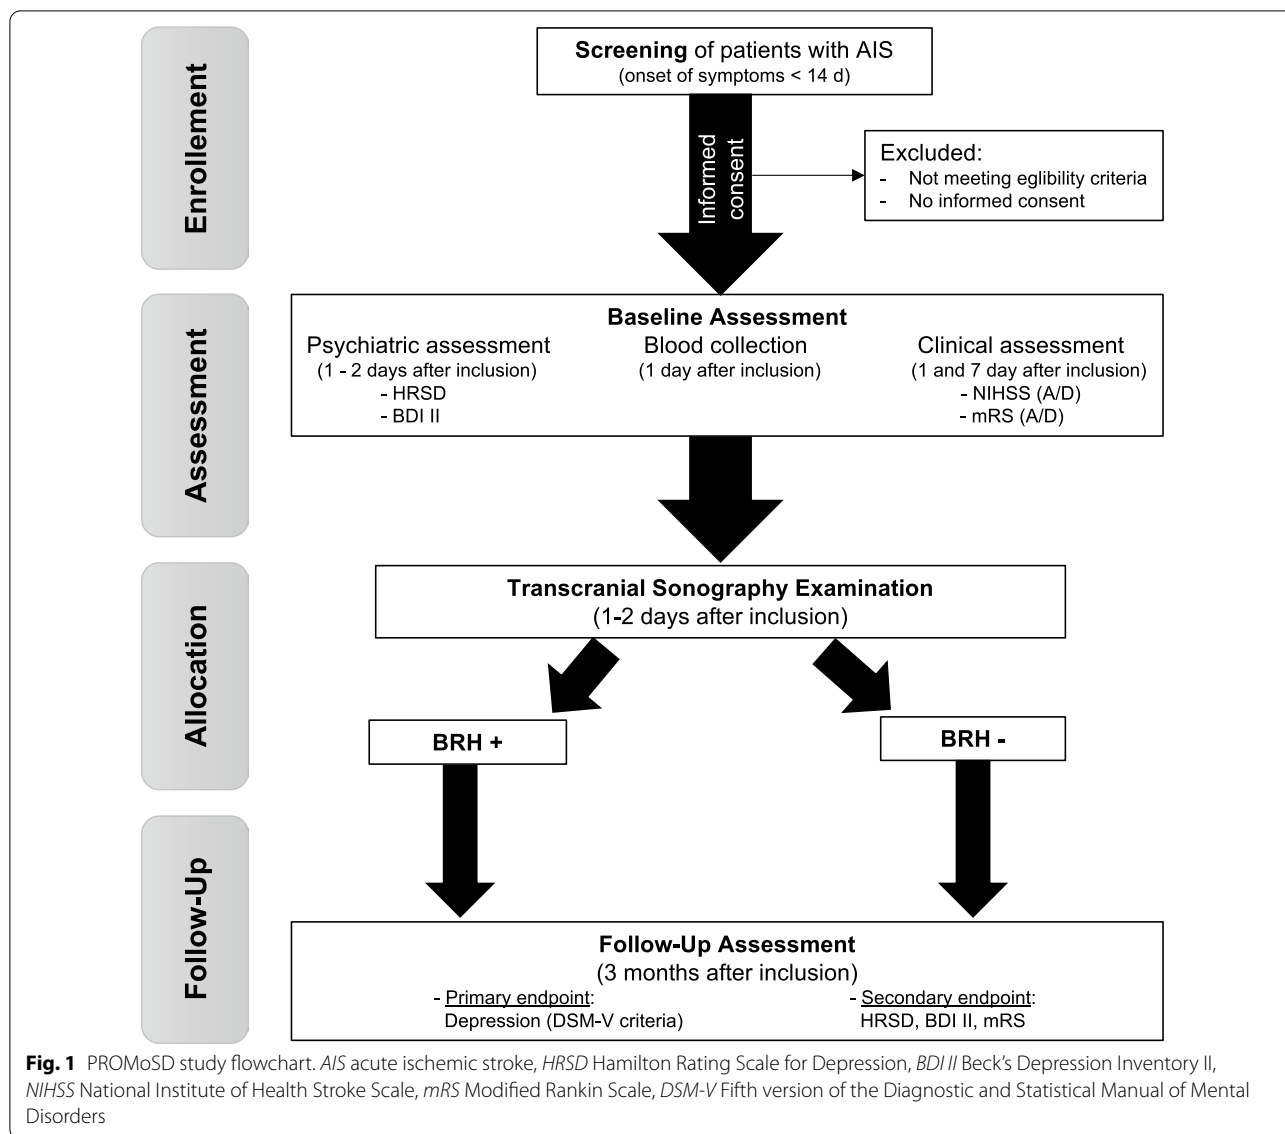 Enrollement
Screening of patients with AIS
(onset of symptoms < 14 d)
Informed
consent
Excluded:
- Not meeting eglibility criteria
- No informed consent
Assessment
Baseline Assessment
Psychiatric assessment
(1 - 2 days after inclusion)
- HRSD
- BDI II
Blood collection
(1 day after inclusion)
Clinical assessment
(1 and 7 day after inclusion)
- NIHSS (A/D)
- mRS (A/D)
Allocation
Transcranial Sonography Examination
(1-2 days after inclusion)
BRH +
BRH -
Follow-Up
Follow-Up Assessment
(3 months after inclusion)
- Primary endpoint:
Depression (DSM-V criteria)
- Secondary endpoint:
HRSD, BDI II, mRS
Fig. 1 PROMoSD study flowchart. AIS acute ischemic stroke, HRSD Hamilton Rating Scale for Depression, BDI II Beck's Depression Inventory II,
NIHSS National Institute of Health Stroke Scale, mRS Modified Rankin Scale, DSM-V Fifth version of the Diagnostic and Statistical Manual of Mental
Disorders